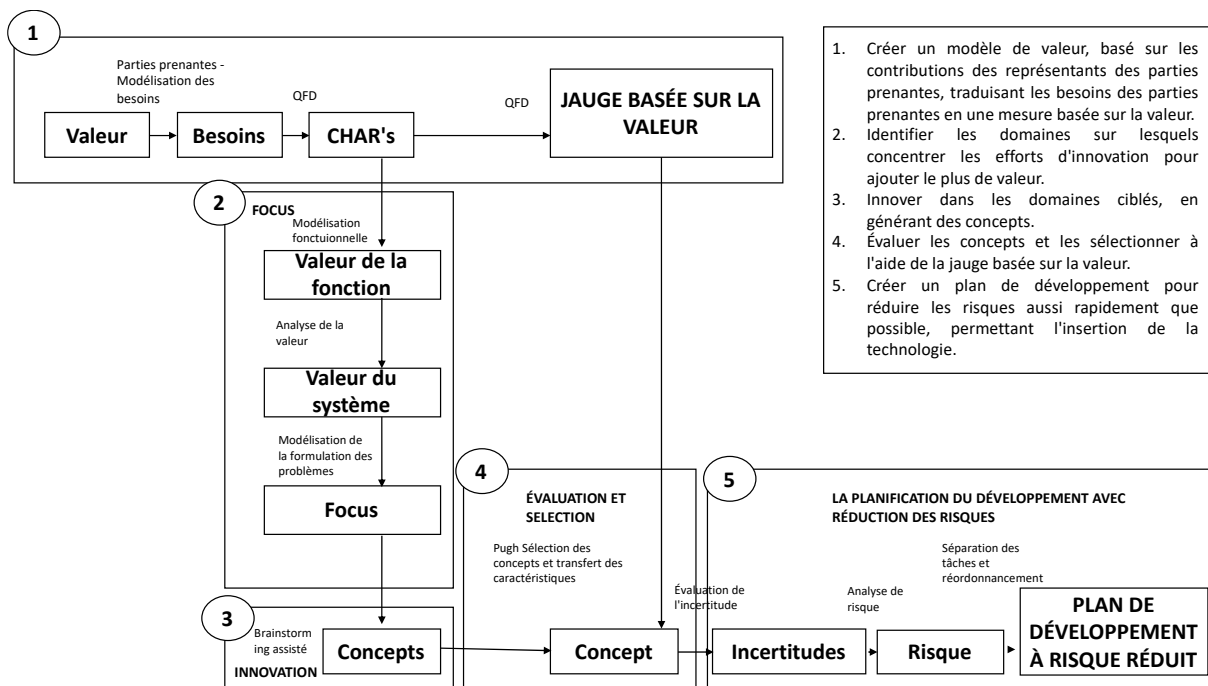 1
Parties prenantes -
Modélisation des
besoins
QFD
QFD
Valeur
Besoins
CHAR's
JAUGE BASÉE SUR LA
VALEUR
1. Créer un modèle de valeur, basé sur les
contributions des représentants des parties
prenantes, traduisant les besoins des parties
prenantes en une mesure basée sur la valeur.
2. Identifier les domaines sur lesquels
concentrer les efforts d'innovation pour
ajouter le plus de valeur.
3. Innover dans les domaines ciblés, en
générant des concepts.
4. Évaluer les concepts et les sélectionner à
l'aide de la jauge basée sur la valeur.
5. Créer un plan de développement pour
réduire les risques aussi rapidement que
possible, permettant l'insertion de la
technologie.
2
FOCUS
Modélisation
fonctuionnelle
Valeur de la
fonction
Analyse de la
valeur
Valeur du
système
Modélisation de
la formulation des
problèmes
Focus
3
Brainstorm
ing assisté
INNOVATION
Concepts
4
ÉVALUATION ET
SELECTION
Pugh Sélection des
concepts et transfert des
caractéristiques
Concept
5
LA PLANIFICATION DU DÉVELOPPEMENT AVEC
RÉDUCTION DES RISQUES
Évaluation de
l'incertitude
Analyse de
risque
Séparation des
tâches et
réordonnancement
Incertitudes
Risque
PLAN DE
DÉVELOPPEMENT
À RISQUE RÉDUIT